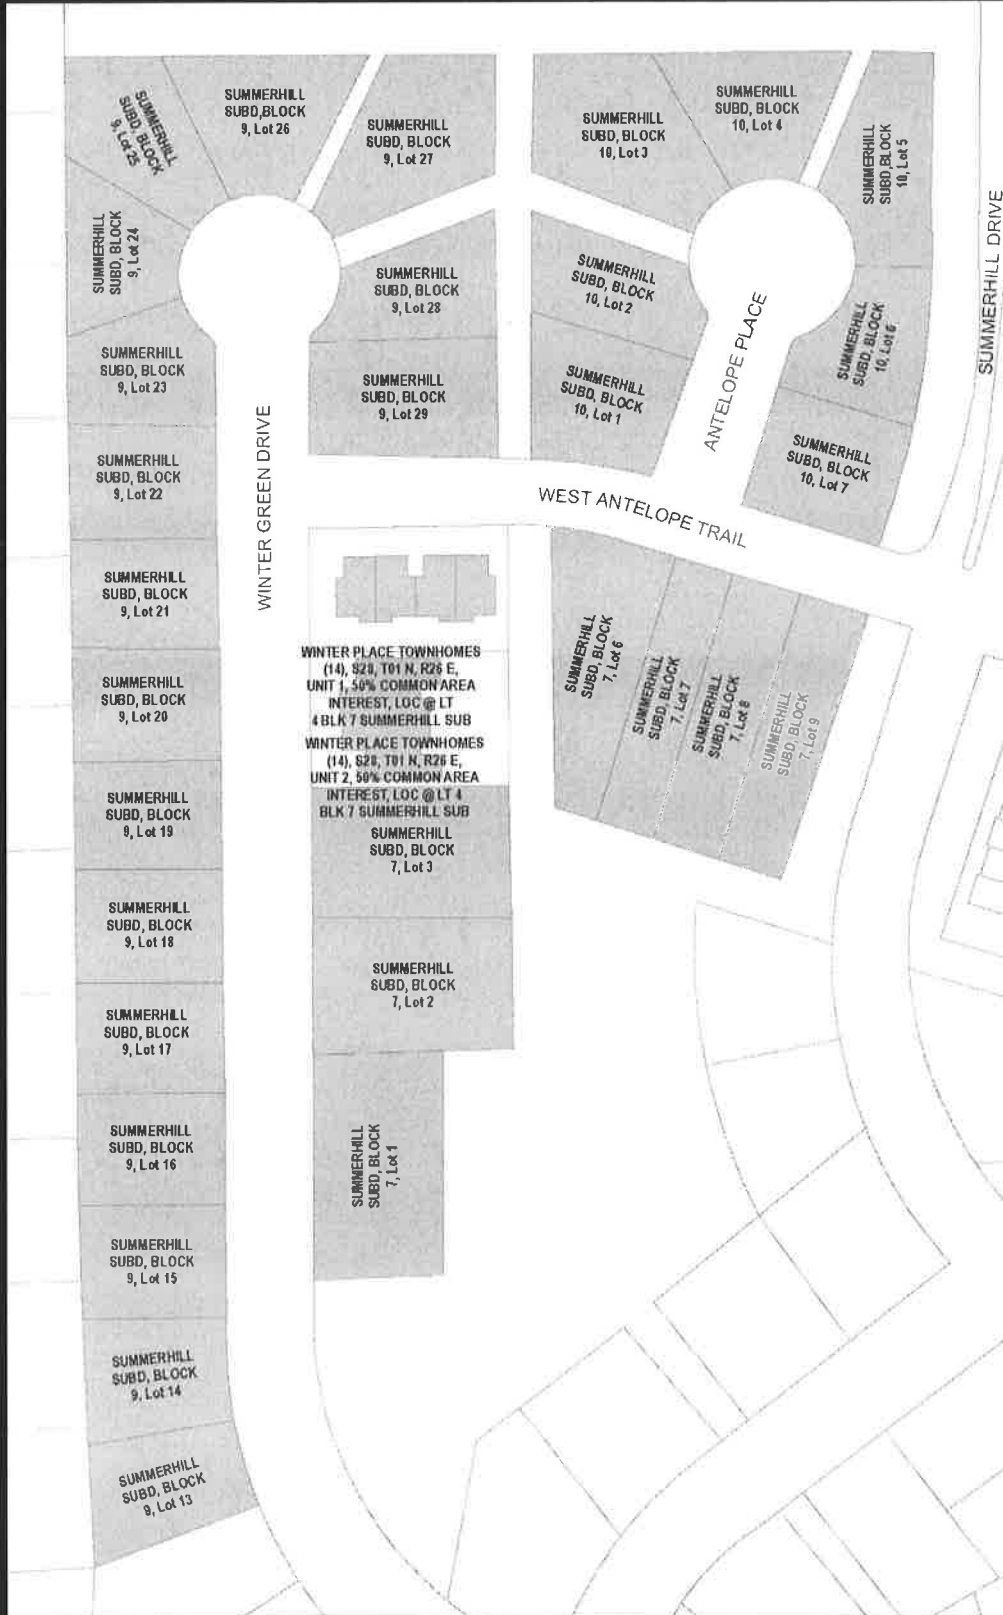 SUMMERHILL
SUBD, BLOCK
9, Lot 25
SUMMERHILL
SUBD,BLOCK
9, Lot 26
SUMMERHILL
SUBD, BLOCK
9, Lot 27
SUMMERHILL
SUBD, BLOCK
10, Lot 3
SUMMERHILL
SUBD, BLOCK
10, Lot 4
SUMMERHILL
SUBD,BLOCK
10, Lot 5
SUMMERHILL
SUBD, BLOCK
9, Lot 24
SUMMERHILL
SUBD, BLOCK
9, Lot 28
SUMMERHILL
SUBD, BLOCK
10, Lot 2
SUMMERHILL DRIVE
SUMMERHILL
SUBD, BLOCK
9, Lot 23
SUMMERHILL
SUBD, BLOCK
9, Lot 29
SUMMERHILL
SUBD, BLOCK
10, Lot 1
ANTELOPE PLACE
SUMMERHILL
SUBD, BLOCK
10, Lot 6
SUMMERHILL
SUBD, BLOCK
9, Lot 22
WINTER GREEN DRIVE
WEST ANTELOPE TRAIL
SUMMERHILL
SUBD, BLOCK
10, Lot 7
SUMMERHILL
SUBD, BLOCK
9, Lot 21
SUMMERHILL
SUBD, BLOCK
9, Lot 20
WINTER PLACE TOWNHOMES
(14), S28, T01 N, R26 E,
UNIT 1, 50% COMMON AREA
INTEREST, LOC @ LT
4 BLK 7 SUMMERHILL SUB
WINTER PLACE TOWNHOMES
(14), S28, T01 N, R26 E,
UNIT 2, 50% COMMON AREA
INTEREST, LOC @ LT 4
BLK 7 SUMMERHILL SUB
SUMMERHILL
SUBD, BLOCK
7, Lot 6
SUMMERHILL
SUBD, BLOCK
7, Lot 7
SUMMERHILL
SUBD, BLOCK
7, Lot 8
SUMMERHILL
SUBD, BLOCK
7, Lot 9
SUMMERHILL
SUBD, BLOCK
9, Lot 19
SUMMERHILL
SUBD, BLOCK
7, Lot 3
SUMMERHILL
SUBD, BLOCK
9, Lot 18
SUMMERHILL
SUBD, BLOCK
7, Lot 2
SUMMERHILL
SUBD, BLOCK
9, Lot 17
SUMMERHILL
SUBD, BLOCK
9, Lot 16
SUMMERHILL
SUBD, BLOCK
7, Lot 1
SUMMERHILL
SUBD, BLOCK
9, Lot 15
SUMMERHILL
SUBD, BLOCK
9, Lot 14
SUMMERHILL
SUBD, BLOCK
9, Lot 13